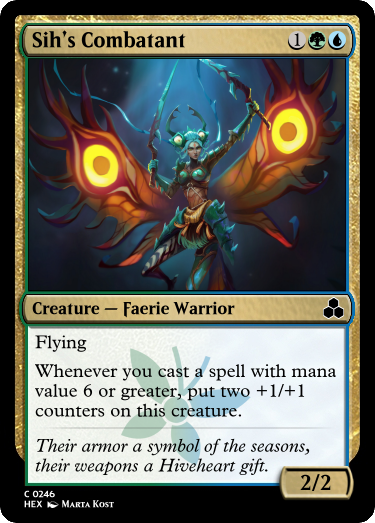 Sih's Combatant 1
Creature — Faerie Warrior
Flying
Whenever you cast a spell with mana
value 6 or greater, put two +1/+1
counters on this creature.
Their armor a symbol of the seasons,
their weapons a Hiveheart gift.
2/2
C 0246
HEX Marta Kost